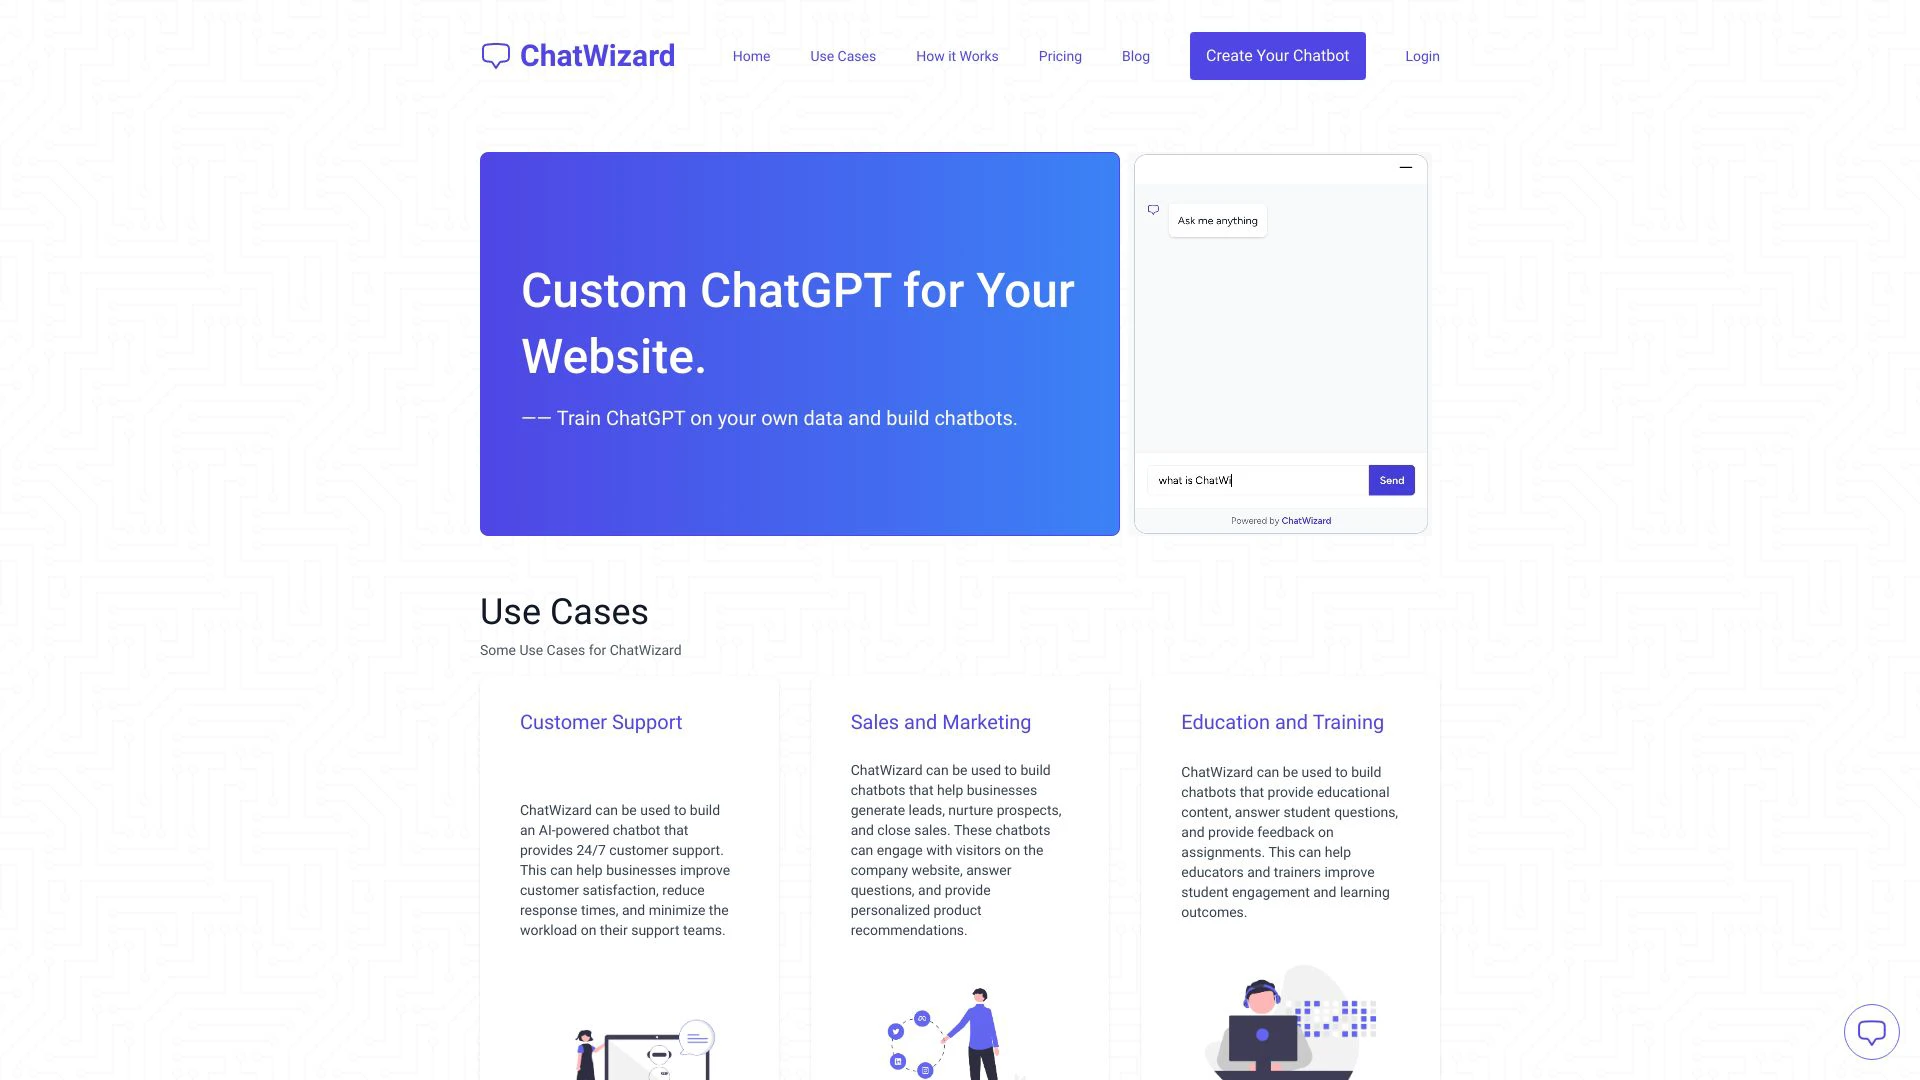 ChatWizard
Home
Use Cases
How it Works
Pricing
Blog
Create Your Chatbot
Login
Custom ChatGPT for Your
Website.
—— Train ChatGPT on your own data and build chatbots.
Ask me anything
what is ChatWi
Send
Powered by ChatWizard
Use Cases
Some Use Cases for ChatWizard
Customer Support
ChatWizard can be used to build
an AI-powered chatbot that
provides 24/7 customer support.
This can help businesses improve
customer satisfaction, reduce
response times, and minimize the
workload on their support teams.
Sales and Marketing
ChatWizard can be used to build
chatbots that help businesses
generate leads, nurture prospects,
and close sales. These chatbots
can engage with visitors on the
company website, answer
questions, and provide
personalized product
recommendations.
Education and Training
ChatWizard can be used to build
chatbots that provide educational
content, answer student questions,
and provide feedback on
assignments. This can help
educators and trainers improve
student engagement and learning
outcomes.